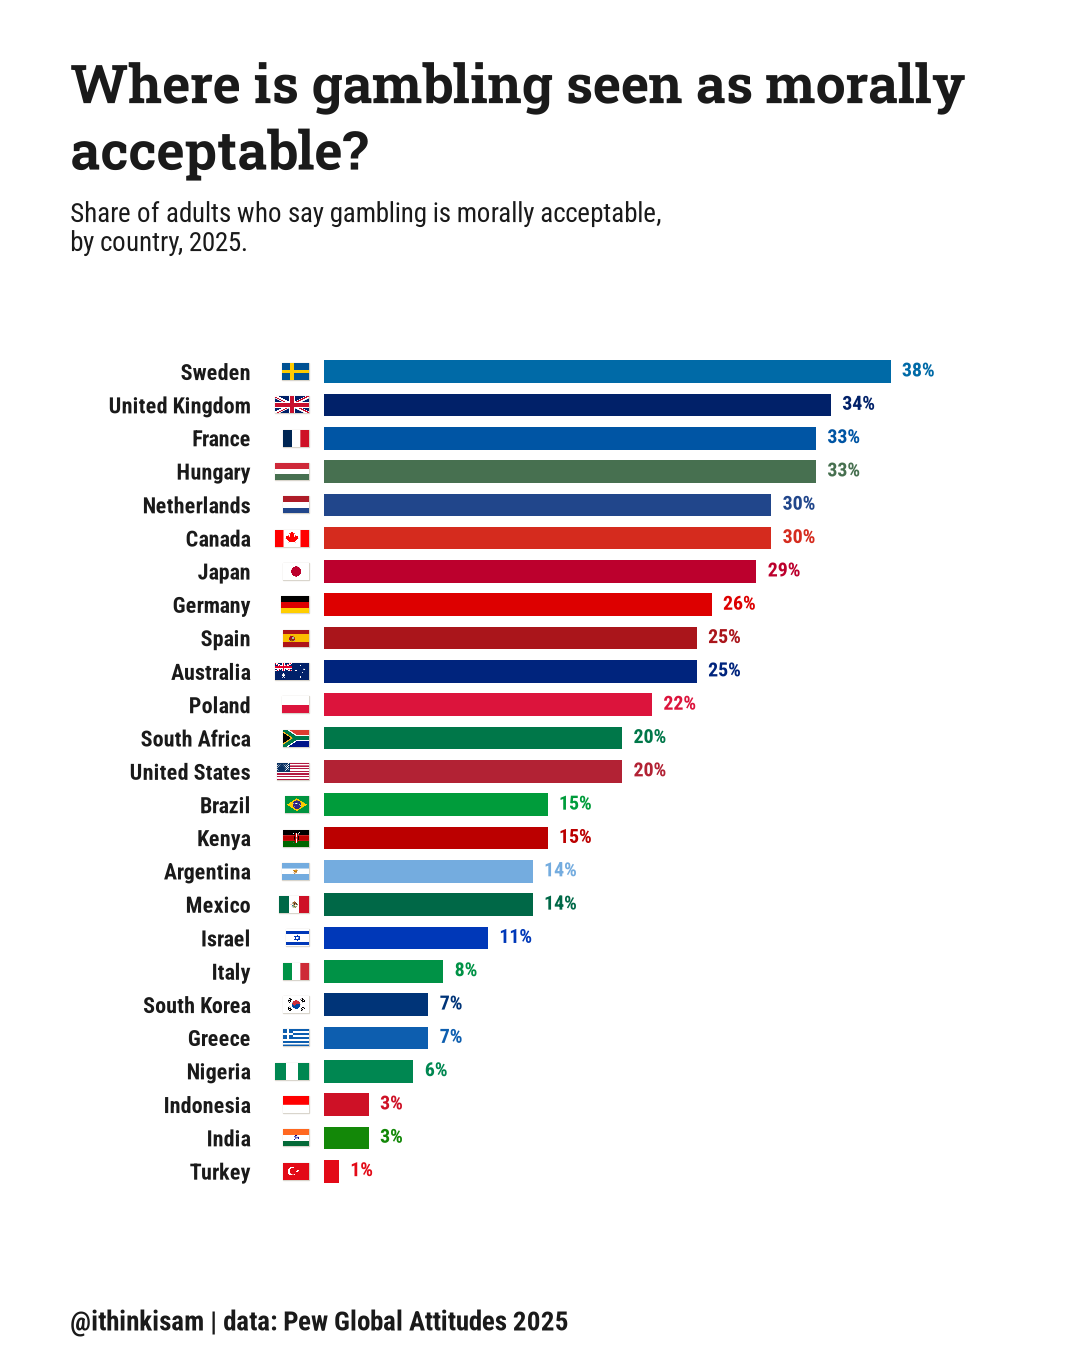 Where is gambling seen as morally
acceptable?
Share of adults who say gambling is morally acceptable,
by country, 2025.
Sweden 38%
United Kingdom 34%
France 33%
Hungary 33%
Netherlands 30%
Canada 30%
Japan 29%
Germany 26%
Spain 25%
Australia 25%
Poland 22%
South Africa 20%
United States 20%
Brazil 15%
Kenya 15%
Argentina 14%
Mexico 14%
Israel 11%
Italy 8%
South Korea 7%
Greece 7%
Nigeria 6%
Indonesia 3%
India 3%
Turkey 1%
@ithinkisam | data: Pew Global Attitudes 2025